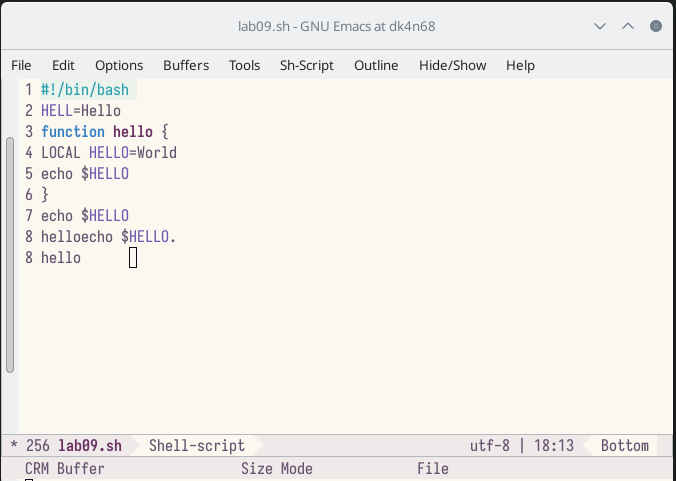 lab09.sh - GNU Emacs at dk4n68
File Edit Options Buffers Tools Sh-Script Outline Hide/Show Help
1 #!/bin/bash
2 HELL=Hello
3 function hello {
4 LOCAL HELLO=World
5 echo $HELLO
6 }
7 echo $HELLO
8 helloecho $HELLO.
8 hello
* 256 lab09.sh Shell-script utf-8 | 18:13 Bottom
CRM Buffer Size Mode File